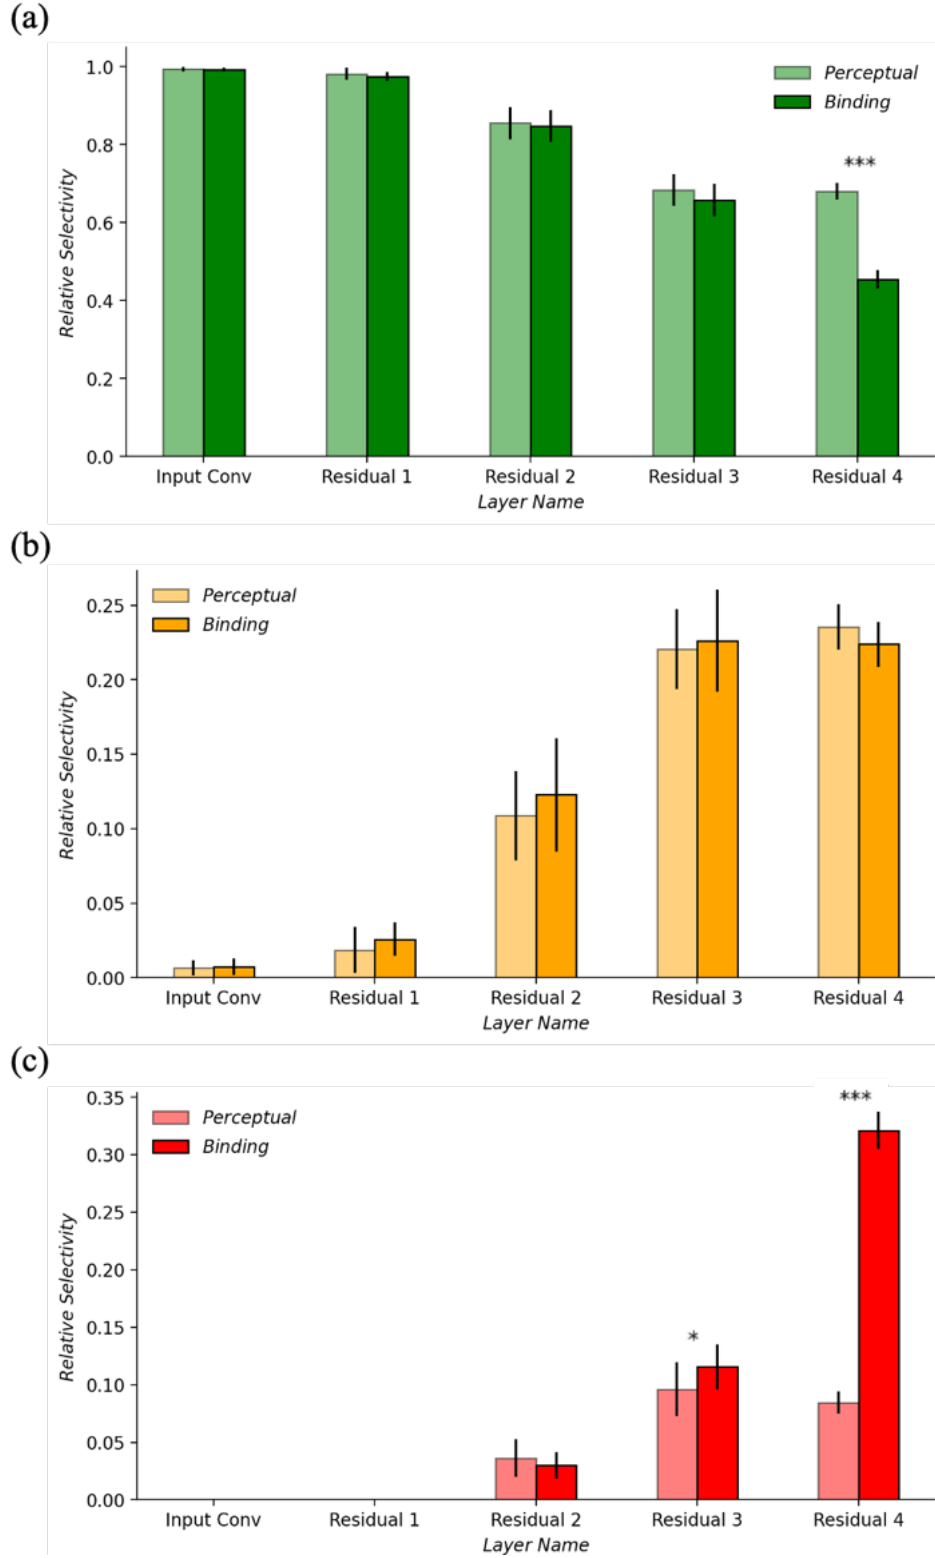 (a)
Relative Selectivity
1.0
0.8
0.6
0.4
0.2
0.0
Perceptual
Binding
***
Input Conv Residual 1 Residual 2 Residual 3 Residual 4
Layer Name
(b)
Relative Selectivity
0.25
0.20
0.15
0.10
0.05
0.00
Perceptual
Binding
Input Conv Residual 1 Residual 2 Residual 3 Residual 4
Layer Name
(c)
Relative Selectivity
0.35
0.30
0.25
0.20
0.15
0.10
0.05
0.00
Perceptual
Binding
*
***
Input Conv Residual 1 Residual 2 Residual 3 Residual 4
Layer Name